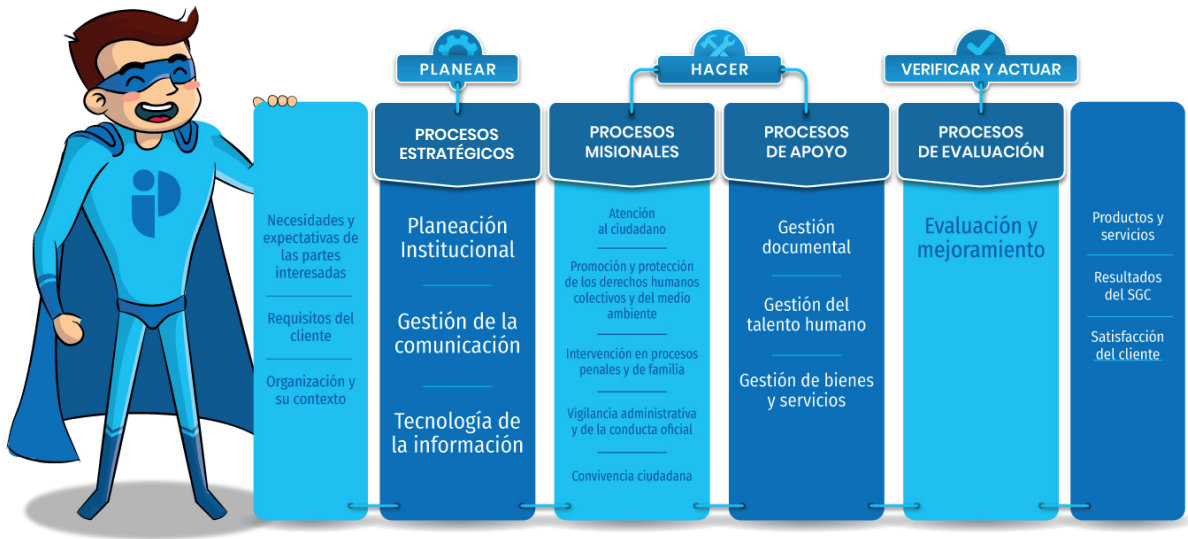 PLANEAR
HACER
VERIFICAR Y ACTUAR
Necesidades y
expectativas de
las partes
interesadas
Requisitos del
cliente
Organización y
su contexto
PROCESOS
ESTRATÉGICOS
Planeación
Institucional
Gestión de la
comunicación
Tecnología de
la información
PROCESOS
MISIONALES
Atención
al ciudadano
Promoción y protección
de los derechos humanos
colectivos y del medio
ambiente
Intervención en procesos
penales y de familia
Vigilancia administrativa
y de la conducta oficial
Convivencia ciudadana
PROCESOS
DE APOYO
Gestión
documental
Gestión del
talento humano
Gestión de bienes
y servicios
PROCESOS
DE EVALUACIÓN
Evaluación y
mejoramiento
Productos y
servicios
Resultados
del SGC
Satisfacción
del cliente